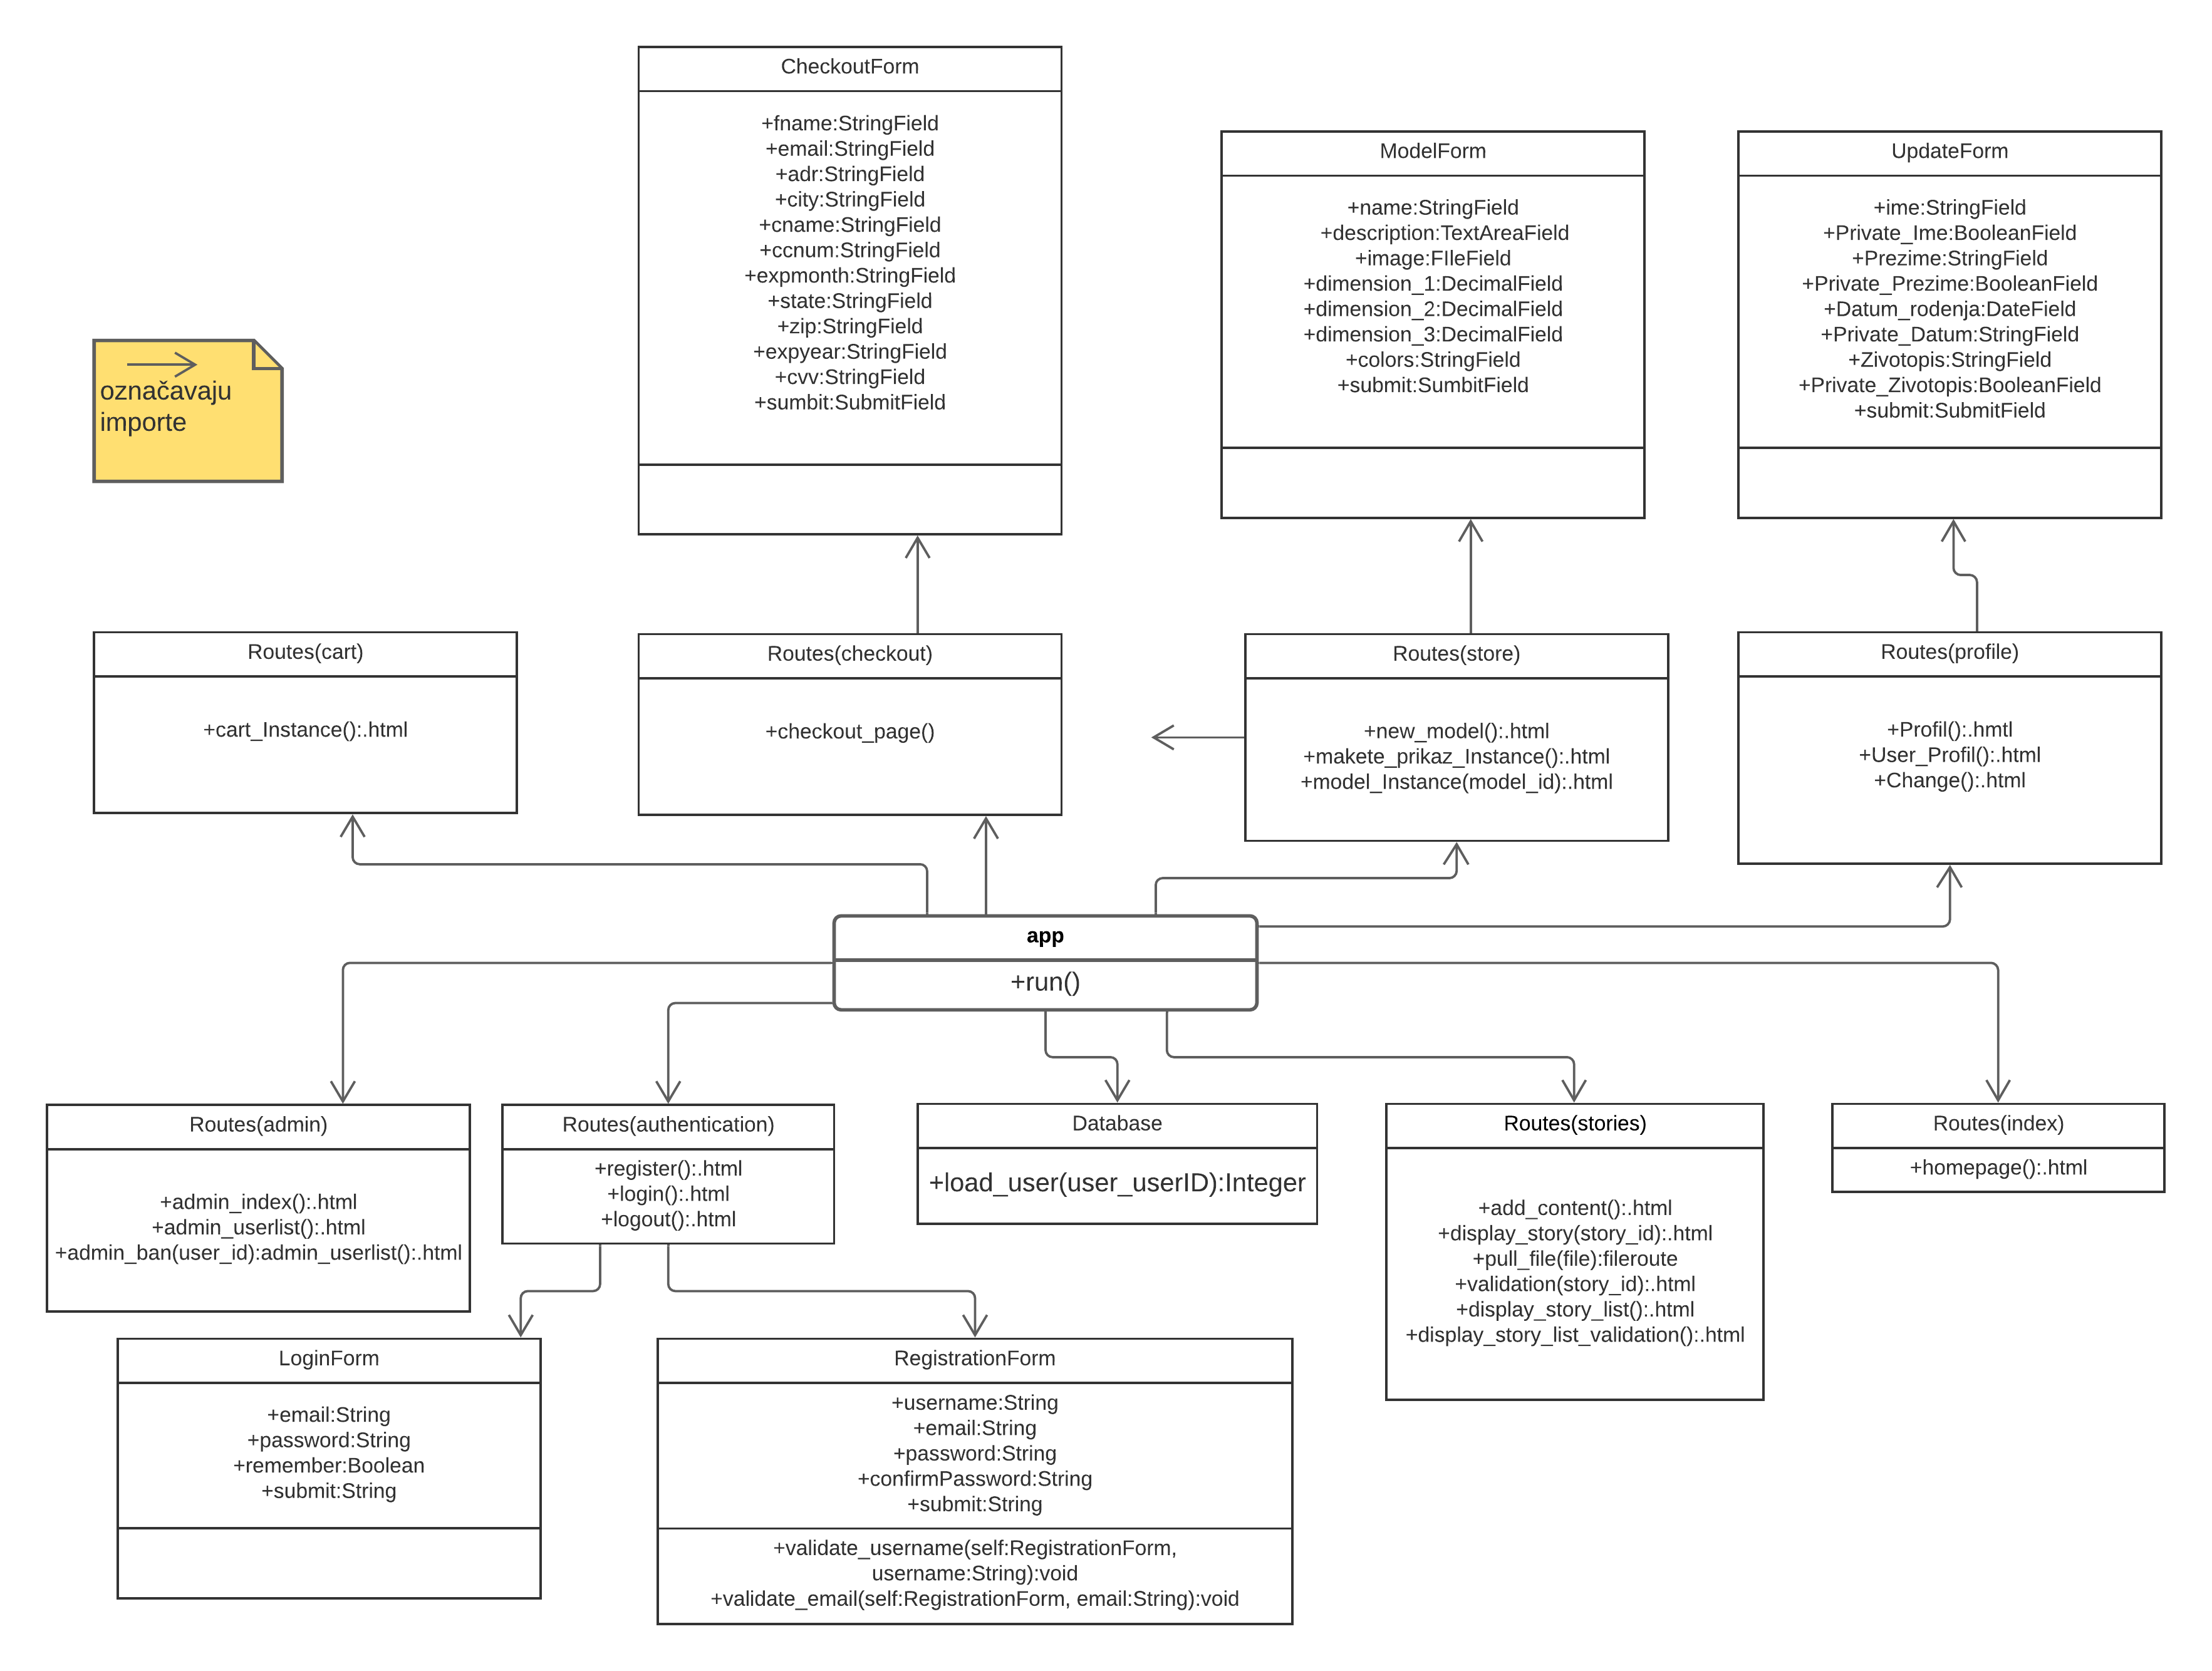 CheckoutForm
+fname:StringField
+email:StringField
+adr:StringField
+city:StringField
+cname:StringField
+ccnum:StringField
+expmonth:StringField
+state:StringField
+zip:StringField
+expyear:StringField
+cvv:StringField
+sumbit:SubmitField
ModelForm
+name:StringField
+description:TextAreaField
+image:FIleField
+dimension_1:DecimalField
+dimension_2:DecimalField
+dimension_3:DecimalField
+colors:StringField
+submit:SumbitField
UpdateForm
+ime:StringField
+Private_Ime:BooleanField
+Prezime:StringField
+Private_Prezime:BooleanField
+Datum_rodenja:DateField
+Private_Datum:StringField
+Zivotopis:StringField
+Private_Zivotopis:BooleanField
+submit:SubmitField
označavaju
importe
Routes(cart)
+cart_Instance():.html
Routes(checkout)
+checkout_page()
Routes(store)
+new_model():.html
+makete_prikaz_Instance():.html
+model_Instance(model_id):.html
Routes(profile)
+Profil():.hmtl
+User_Profil():.html
+Change():.html
app
+run()
Routes(admin)
+admin_index():.html
+admin_userlist():.html
+admin_ban(user_id):admin_userlist():.html
Routes(authentication)
+register():.html
+login():.html
+logout():.html
Database
+load_user(user_userID):Integer
Routes(stories)
+add_content():.html
+display_story(story_id):.html
+pull_file(file):fileroute
+validation(story_id):.html
+display_story_list():.html
+display_story_list_validation():.html
Routes(index)
+homepage():.html
LoginForm
+email:String
+password:String
+remember:Boolean
+submit:String
RegistrationForm
+username:String
+email:String
+password:String
+confirmPassword:String
+submit:String
+validate_username(self:RegistrationForm,
username:String):void
+validate_email(self:RegistrationForm, email:String):void